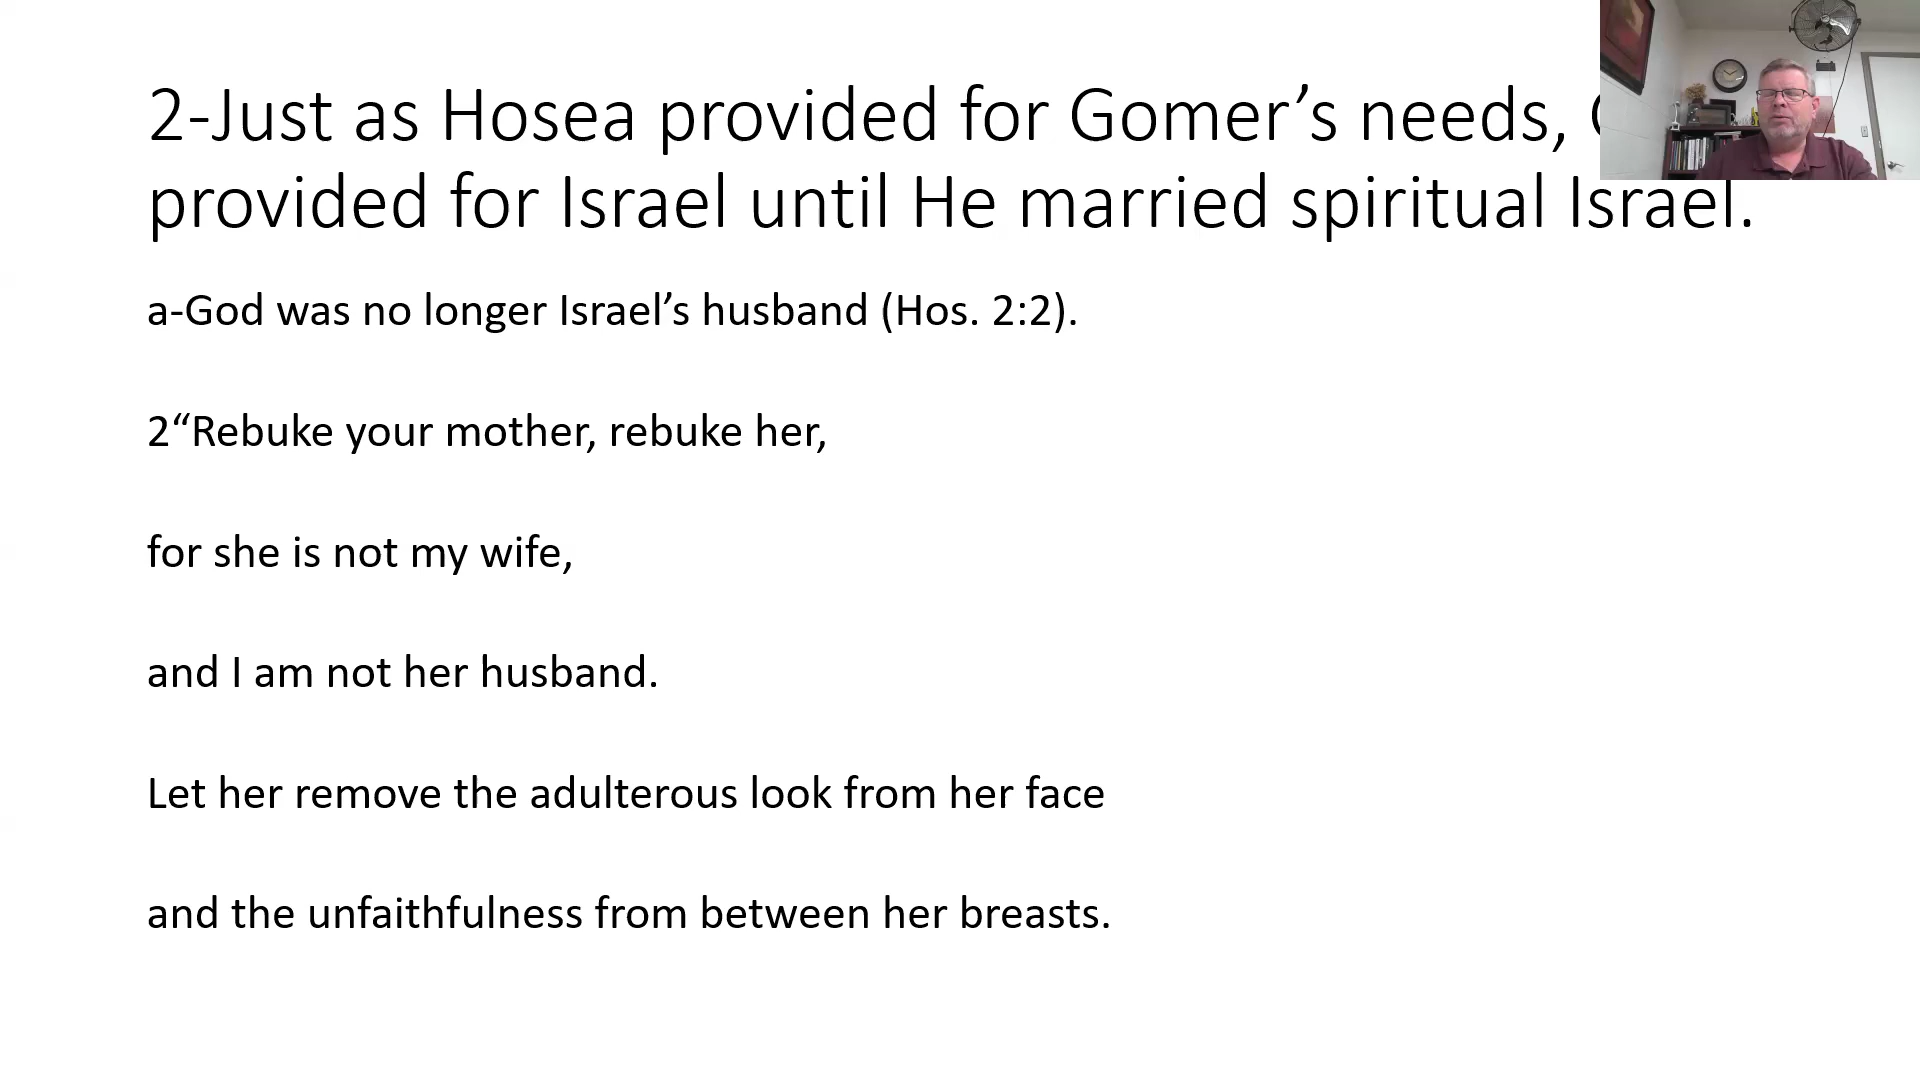 2-Just as Hosea provided for Gomer’s needs,
provided for Israel until He married spiritual Israel.
a-God was no longer Israel’s husband (Hos. 2:2).
2“Rebuke your mother, rebuke her,
for she is not my wife,
and I am not her husband.
Let her remove the adulterous look from her face
and the unfaithfulness from between her breasts.